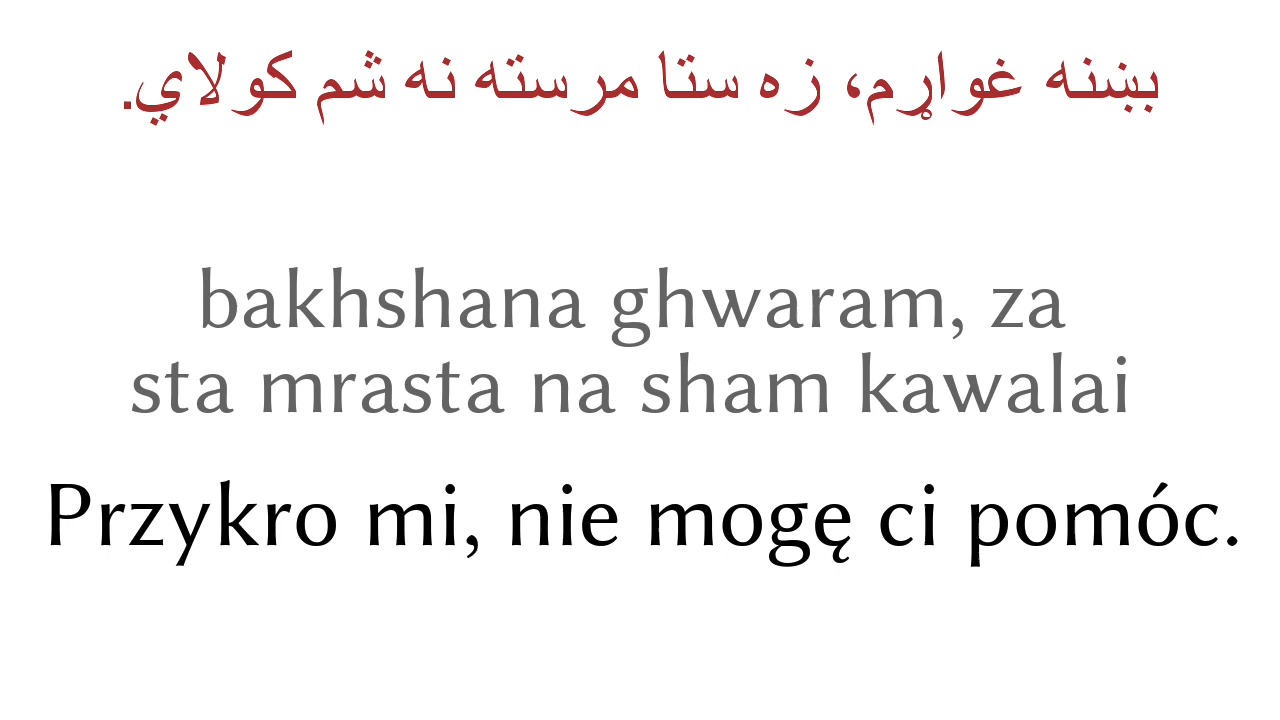 بښنه غواړم، زه ستا مرسته نه شم کولاي.
bakhshana ghwaram, za
sta mrasta na sham kawalai
Przykro mi, nie mogę ci pomóc.